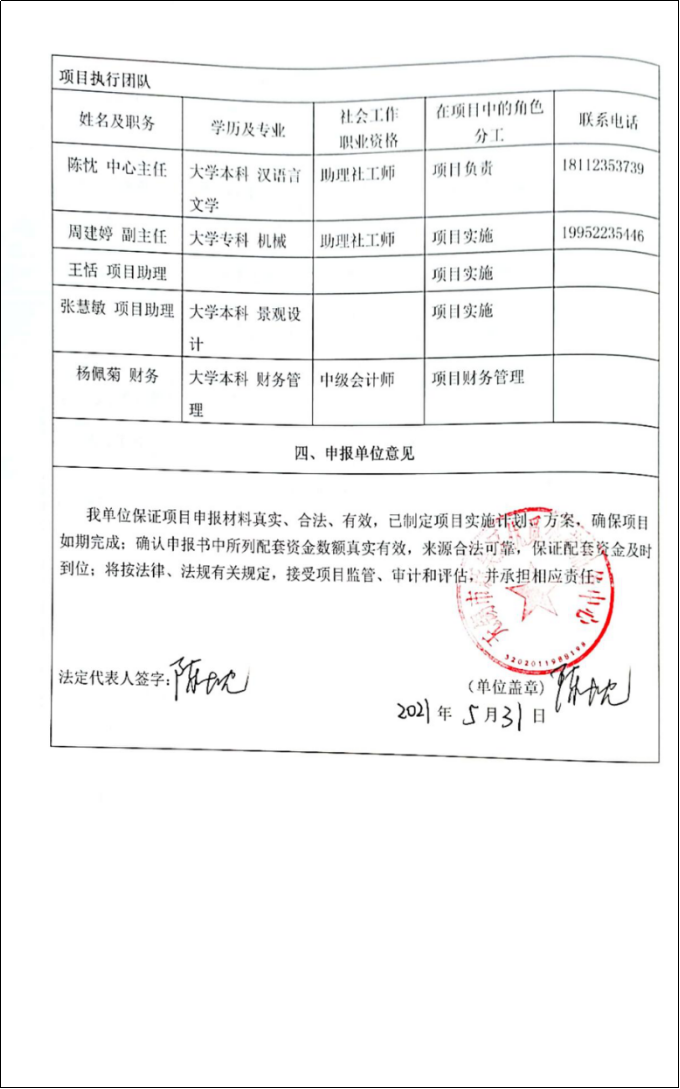 项目执行团队
姓名及职务 学历及专业 社会工作 职业资格 在项目中的角色 分工 联系电话
陈忱 中心主任 大学本科 汉语言 助理社工师 项目负责 18112353739
文学
周建婷 副主任 大学专科 机械 助理社工师 项目实施 19952235446
王恬 项目助理 项目实施
张慧敏 项目助理 大学本科 景观设 项目实施
计
杨佩菊 财务 大学本科 财务管 中级会计师 项目财务管理
理
四、申报单位意见
我单位保证项目申报材料真实、合法、有效，已制定项目实施计划、方案，确保项目
如期完成；确认申报书中所列配套资金数额真实有效，来源合法可靠，保证配套资金及时
到位；将按法律、法规有关规定，接受项目监管、审计和评估，并承担相应责任。
无锡市 中心
法定代表人签字：陈忱 （单位盖章） 陈忱
2021年 5月31日